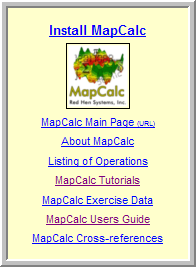 Install MapCalc
MapCalc
Red Hen Systems, Inc.
MapCalc Main Page (URL)
About MapCalc
Listing of Operations
MapCalc Tutorials
MapCalc Exercise Data
MapCalc Users Guide
MapCalc Cross-references